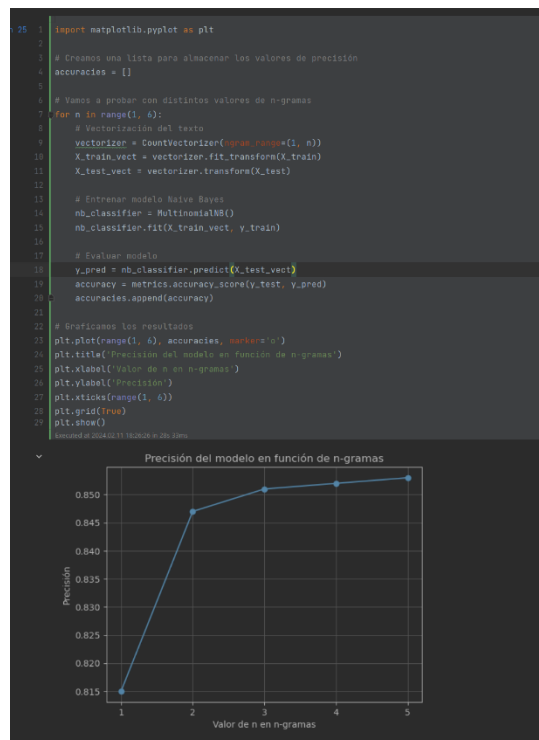 25 1 import matplotlib.pyplot as plt
2
3 # Creamos una lista para almacenar los valores de precisión
4 accuracies = []
5
6 # Vamos a probar con distintos valores de n-gramas
7 for n in range(1, 6):
8 # Vectorización del texto
9 vectorizer = CountVectorizer(ngram_range=(1, n))
10 X_train_vect = vectorizer.fit_transform(X_train)
11 X_test_vect = vectorizer.transform(X_test)
12
13 # Entrenar modelo Naive Bayes
14 nb_classifier = MultinomialNB()
15 nb_classifier.fit(X_train_vect, y_train)
16
17 # Evaluar modelo
18 y_pred = nb_classifier.predict(X_test_vect)
19 accuracy = metrics.accuracy_score(y_test, y_pred)
20 accuracies.append(accuracy)
21
22 # Graficamos los resultados
23 plt.plot(range(1, 6), accuracies, marker='o')
24 plt.title('Precisión del modelo en función de n-gramas')
25 plt.xlabel('Valor de n en n-gramas')
26 plt.ylabel('Precisión')
27 plt.xticks(range(1, 6))
28 plt.grid(True)
29 plt.show()
Executed at 2024.02.11 in 28s
Precisión del modelo en función de n-gramas
0.850
0.845
0.840
0.835
0.830
0.825
0.820
0.815
Precisión
1 2 3 4 5
Valor de n en n-gramas